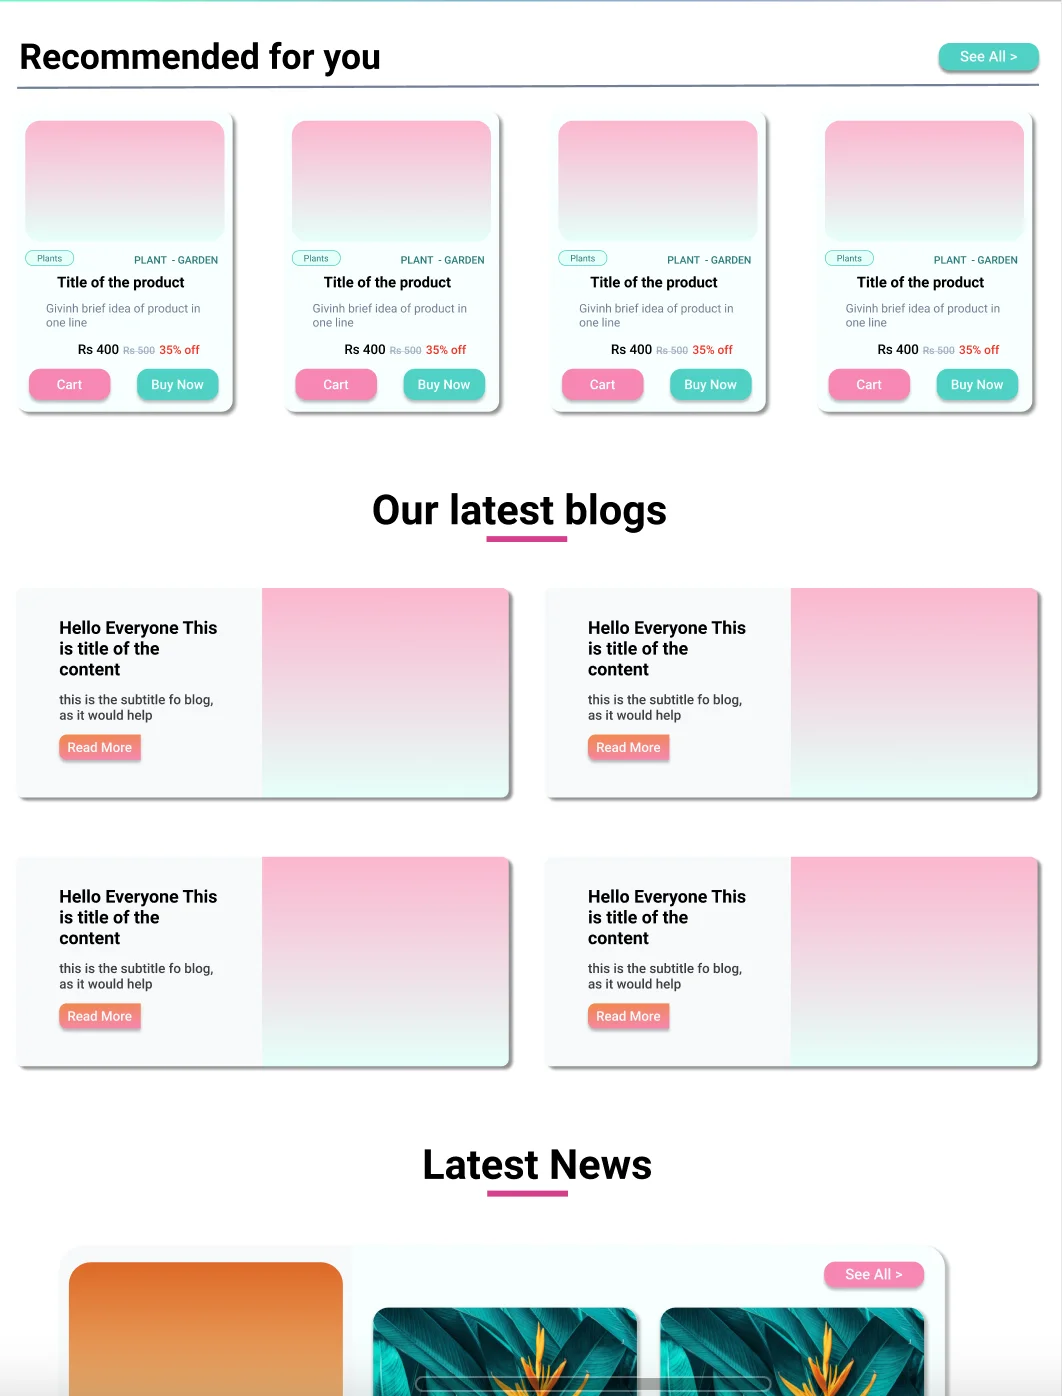 Recommended for you
See All >
Plants
PLANT - GARDEN
Title of the product
Givinh brief idea of product in
one line
Rs 400 Rs 500 35% off
Cart
Buy Now
Plants
PLANT - GARDEN
Title of the product
Givinh brief idea of product in
one line
Rs 400 Rs 500 35% off
Cart
Buy Now
Plants
PLANT - GARDEN
Title of the product
Givinh brief idea of product in
one line
Rs 400 Rs 500 35% off
Cart
Buy Now
Plants
PLANT - GARDEN
Title of the product
Givinh brief idea of product in
one line
Rs 400 Rs 500 35% off
Cart
Buy Now
Our latest blogs
Hello Everyone This
is title of the
content
this is the subtitle fo blog,
as it would help
Read More
Hello Everyone This
is title of the
content
this is the subtitle fo blog,
as it would help
Read More
Hello Everyone This
is title of the
content
this is the subtitle fo blog,
as it would help
Read More
Hello Everyone This
is title of the
content
this is the subtitle fo blog,
as it would help
Read More
Latest News
See All >